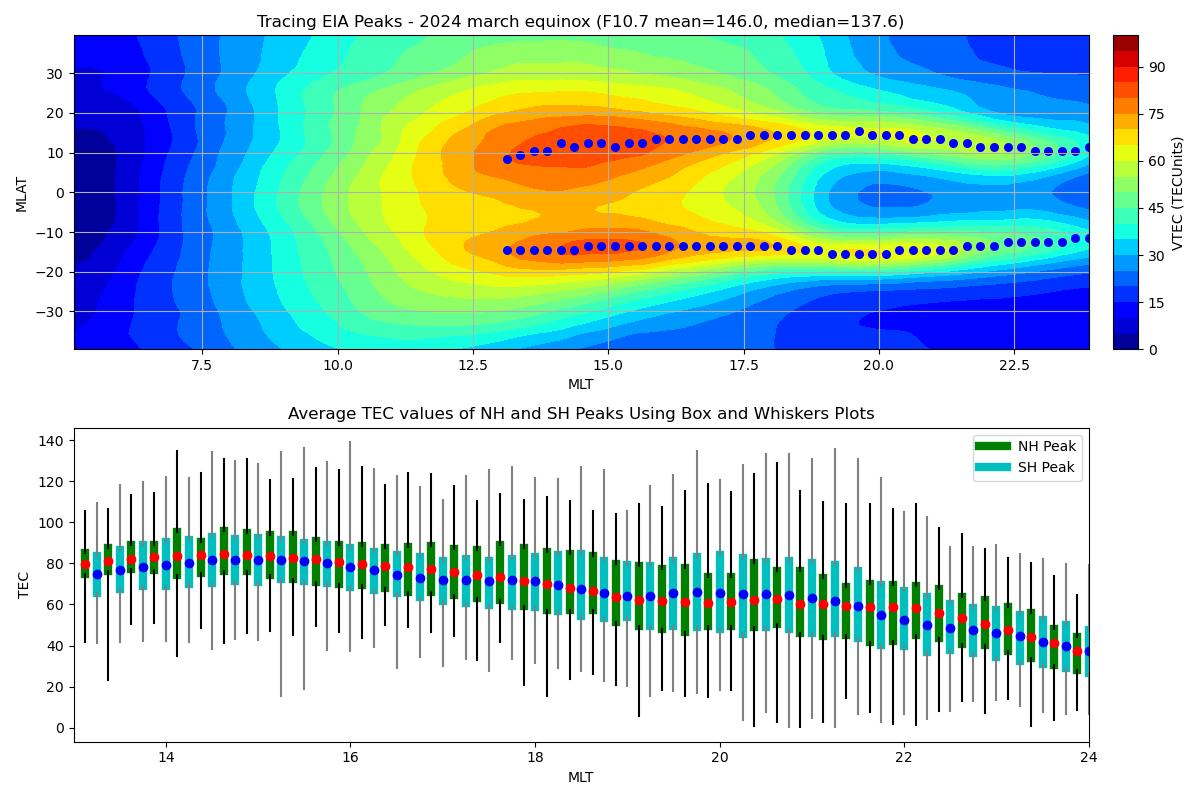 Tracing EIA Peaks - 2024 march equinox (F10.7 mean=146.0, median=137.6)
MLAT
30
20
10
0
−10
−20
−30
7.5 10.0 12.5 15.0 17.5 20.0 22.5
MLT
90
75
60
45
30
15
0
VTEC (TECUnits)
Average TEC values of NH and SH Peaks Using Box and Whiskers Plots
NH Peak
SH Peak
TEC
140
120
100
80
60
40
20
0
14 16 18 20 22 24
MLT